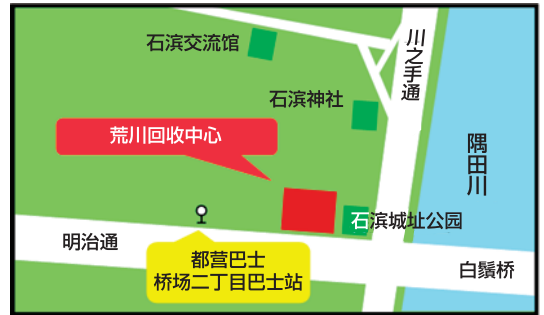 石滨交流馆
川之手通
石滨神社
荒川回收中心
隅田川
石滨城址公园
明治通
都营巴士
桥场二丁目巴士站
白鬚桥